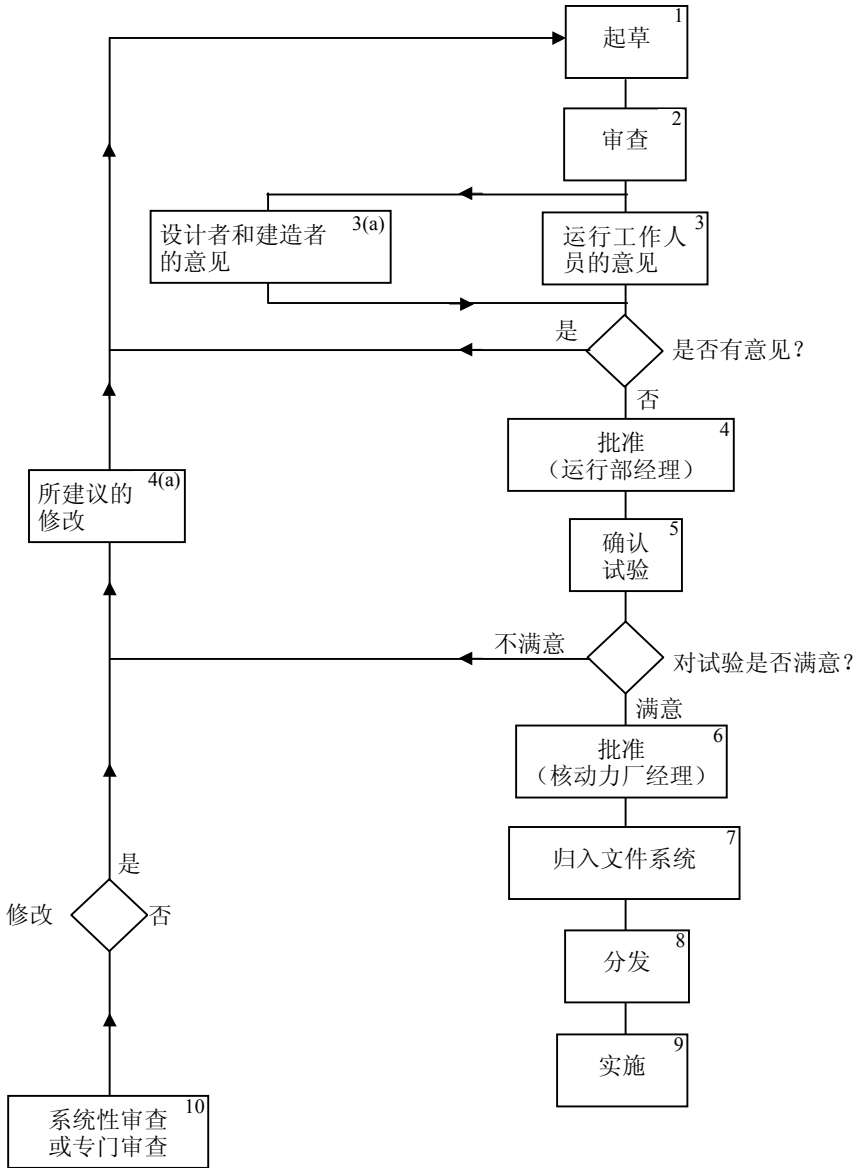 1
起草
2
审查
3(a)
设计者和建造者
的意见
3
运行工作人
员的意见
是
是否有意见？
否
4
批准
（运行部经理）
4(a)
所建议的
修改
5
确认
试验
不满意
对试验是否满意？
满意
6
批准
（核动力厂经理）
7
归入文件系统
是
修改
否
8
分发
9
实施
10
系统性审查
或专门审查